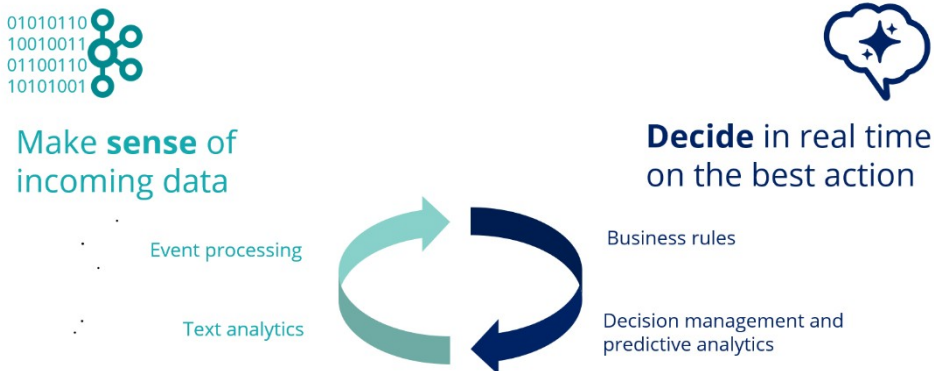 01010110
10010011
01100110
10101001
Make sense of
incoming data
Decide in real time
on the best action
Event processing
Text analytics
Business rules
Decision management and
predictive analytics